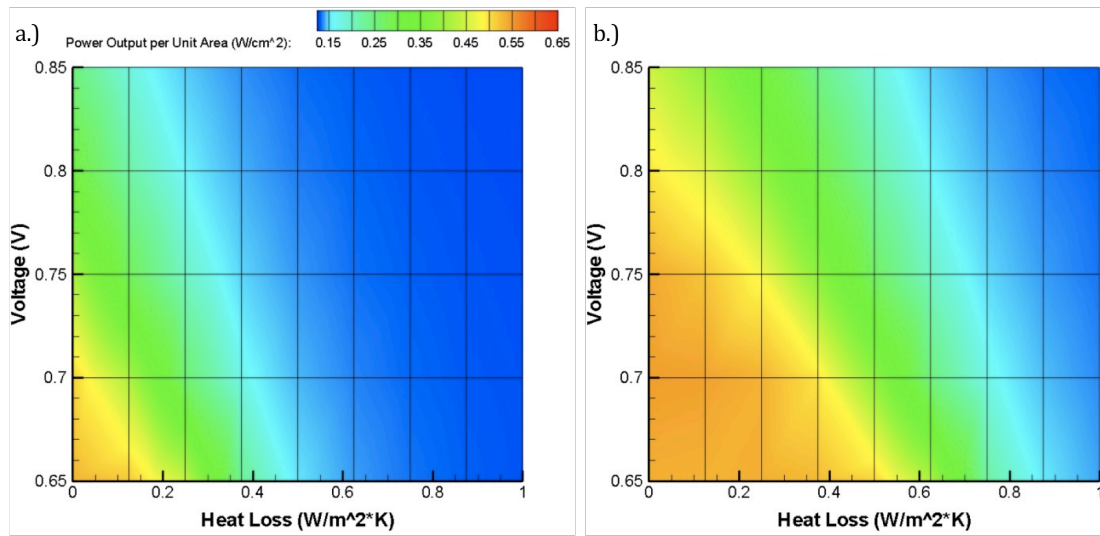 a.)
Power Output per Unit Area (W/cm^2): 0.15 0.25 0.35 0.45 0.55 0.65
0.85
0.8
0.75
0.7
0.65
Voltage (V)
0 0.2 0.4 0.6 0.8 1
Heat Loss (W/m^2*K)
b.)
0.85
0.8
0.75
0.7
0.65
Voltage (V)
0 0.2 0.4 0.6 0.8 1
Heat Loss (W/m^2*K)